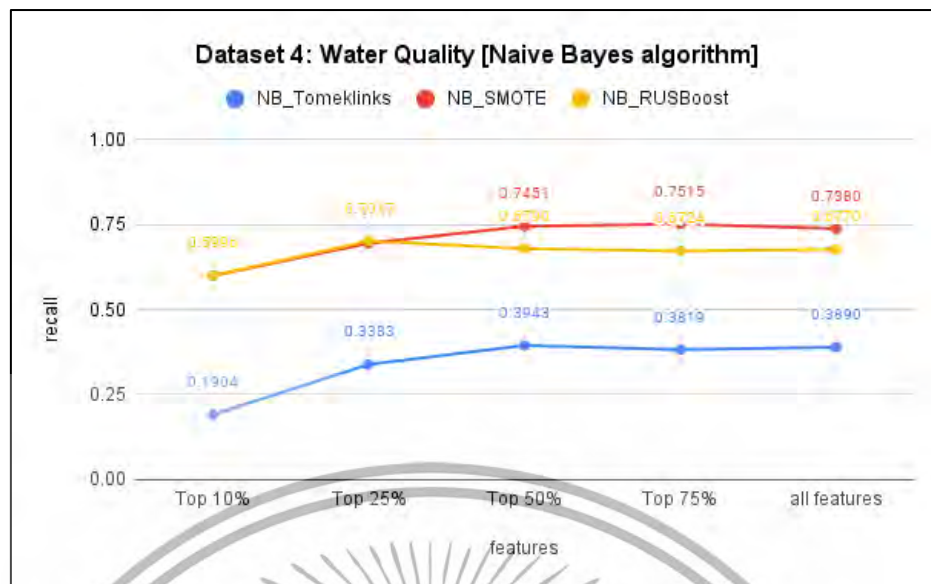 Dataset 4: Water Quality [Naive Bayes algorithm]
NB_Tomeklinks NB_SMOTE NB_RUSBoost
1.00
0.7451 0.7515 0.7380
0.75
0.6770
recall
0.50
0.3943 0.3819 0.3890
0.3383
0.25
0.1904
0.00
Top 10% Top 25% Top 50% Top 75% all features
features